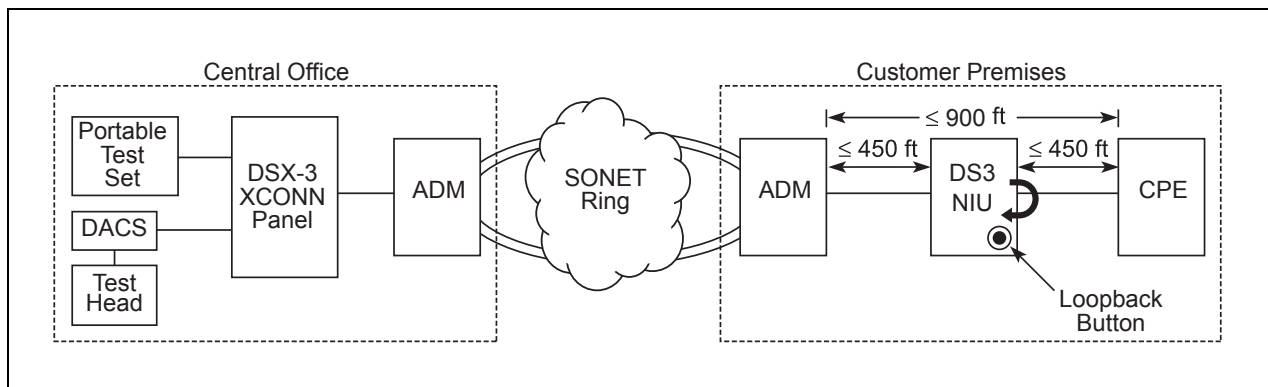 Central Office
Customer Premises
Portable
Test
Set
DACS
Test
Head
DSX-3
XCONN
Panel
ADM
SONET
Ring
ADM
≤ 900 ft
≤ 450 ft
≤ 450 ft
DS3
NIU
CPE
Loopback
Button